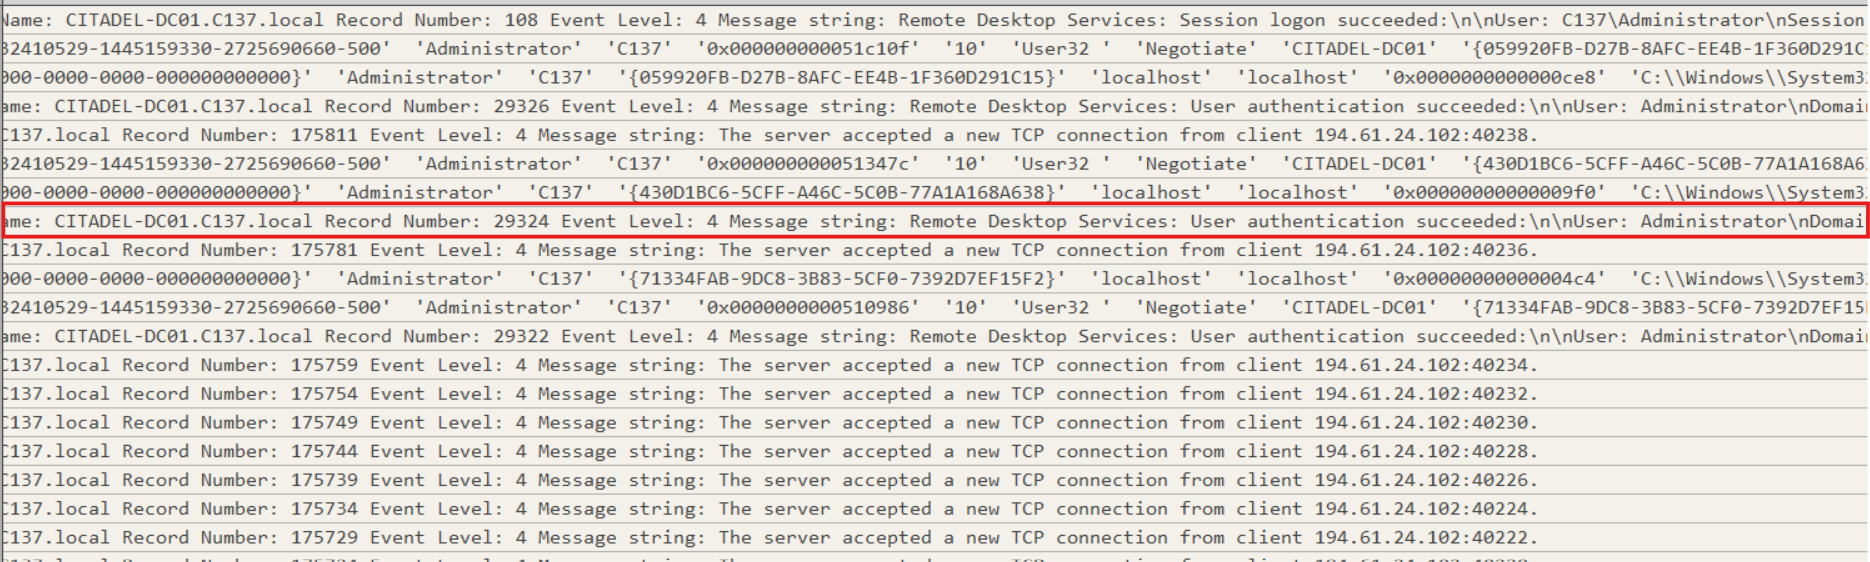 Name: CITADEL-DC01.C137.local Record Number: 108 Event Level: 4 Message string: Remote Desktop Services: Session logon succeeded:\n\nUser: C137\Administrator\nSession
32410529-1445159330-2725690660-500' 'Administrator' 'C137' '0x000000000051c10f' '10' 'User32 ' 'Negotiate' 'CITADEL-DC01' '{059920FB-D27B-8AFC-EE4B-1F360D291C
000-0000-0000-000000000000}' 'Administrator' 'C137' '{059920FB-D27B-8AFC-EE4B-1F360D291C15}' 'localhost' 'localhost' '0x0000000000000ce8' 'C:\\Windows\\System3
ame: CITADEL-DC01.C137.local Record Number: 29326 Event Level: 4 Message string: Remote Desktop Services: User authentication succeeded:\n\nUser: Administrator\nDomai
C137.local Record Number: 175811 Event Level: 4 Message string: The server accepted a new TCP connection from client 194.61.24.102:40238.
32410529-1445159330-2725690660-500' 'Administrator' 'C137' '0x000000000051347c' '10' 'User32 ' 'Negotiate' 'CITADEL-DC01' '{430D1BC6-5CFF-A46C-5C0B-77A1A168A6
000-0000-0000-000000000000}' 'Administrator' 'C137' '{430D1BC6-5CFF-A46C-5C0B-77A1A168A638}' 'localhost' 'localhost' '0x00000000000009f0' 'C:\\Windows\\System3
ame: CITADEL-DC01.C137.local Record Number: 29324 Event Level: 4 Message string: Remote Desktop Services: User authentication succeeded:\n\nUser: Administrator\nDomai
C137.local Record Number: 175781 Event Level: 4 Message string: The server accepted a new TCP connection from client 194.61.24.102:40236.
000-0000-0000-000000000000}' 'Administrator' 'C137' '{71334FAB-9DC8-3B83-5CF0-7392D7EF15F2}' 'localhost' 'localhost' '0x00000000000004c4' 'C:\\Windows\\System3
32410529-1445159330-2725690660-500' 'Administrator' 'C137' '0x0000000000510986' '10' 'User32 ' 'Negotiate' 'CITADEL-DC01' '{71334FAB-9DC8-3B83-5CF0-7392D7EF15
ame: CITADEL-DC01.C137.local Record Number: 29322 Event Level: 4 Message string: Remote Desktop Services: User authentication succeeded:\n\nUser: Administrator\nDomai
C137.local Record Number: 175759 Event Level: 4 Message string: The server accepted a new TCP connection from client 194.61.24.102:40234.
C137.local Record Number: 175754 Event Level: 4 Message string: The server accepted a new TCP connection from client 194.61.24.102:40232.
C137.local Record Number: 175749 Event Level: 4 Message string: The server accepted a new TCP connection from client 194.61.24.102:40230.
C137.local Record Number: 175744 Event Level: 4 Message string: The server accepted a new TCP connection from client 194.61.24.102:40228.
C137.local Record Number: 175739 Event Level: 4 Message string: The server accepted a new TCP connection from client 194.61.24.102:40226.
C137.local Record Number: 175734 Event Level: 4 Message string: The server accepted a new TCP connection from client 194.61.24.102:40224.
C137.local Record Number: 175729 Event Level: 4 Message string: The server accepted a new TCP connection from client 194.61.24.102:40222.